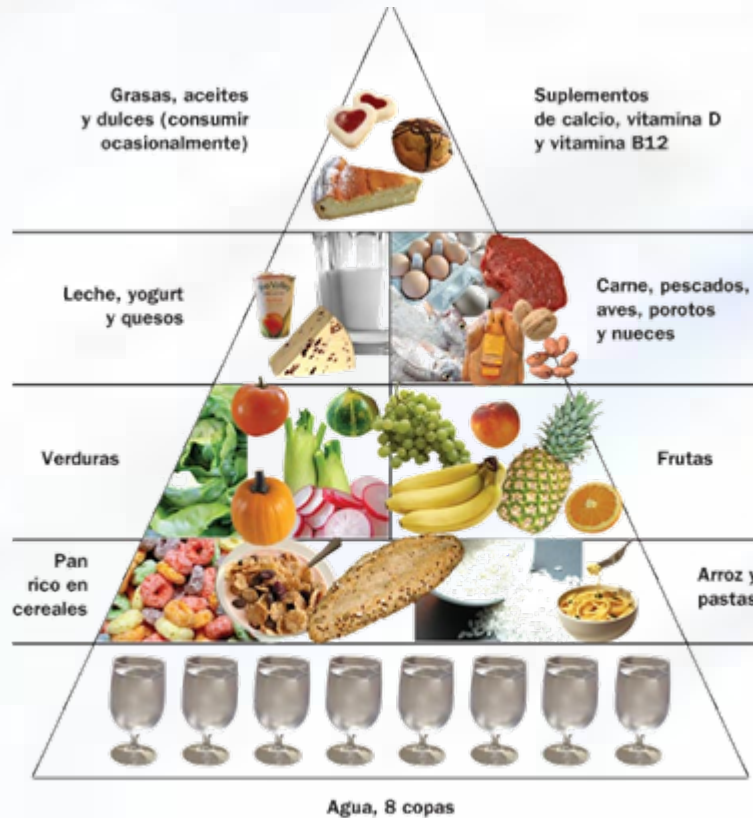 Grasas, aceites
y dulces (consumir
ocasionalmente)
Suplementos
de calcio, vitamina D
y vitamina B12
Leche, yogurt
y quesos
Carne, pescados,
aves, porotos
y nueces
Verduras
Frutas
Pan
rico en
cereales
Arroz y
pastas
Agua, 8 copas